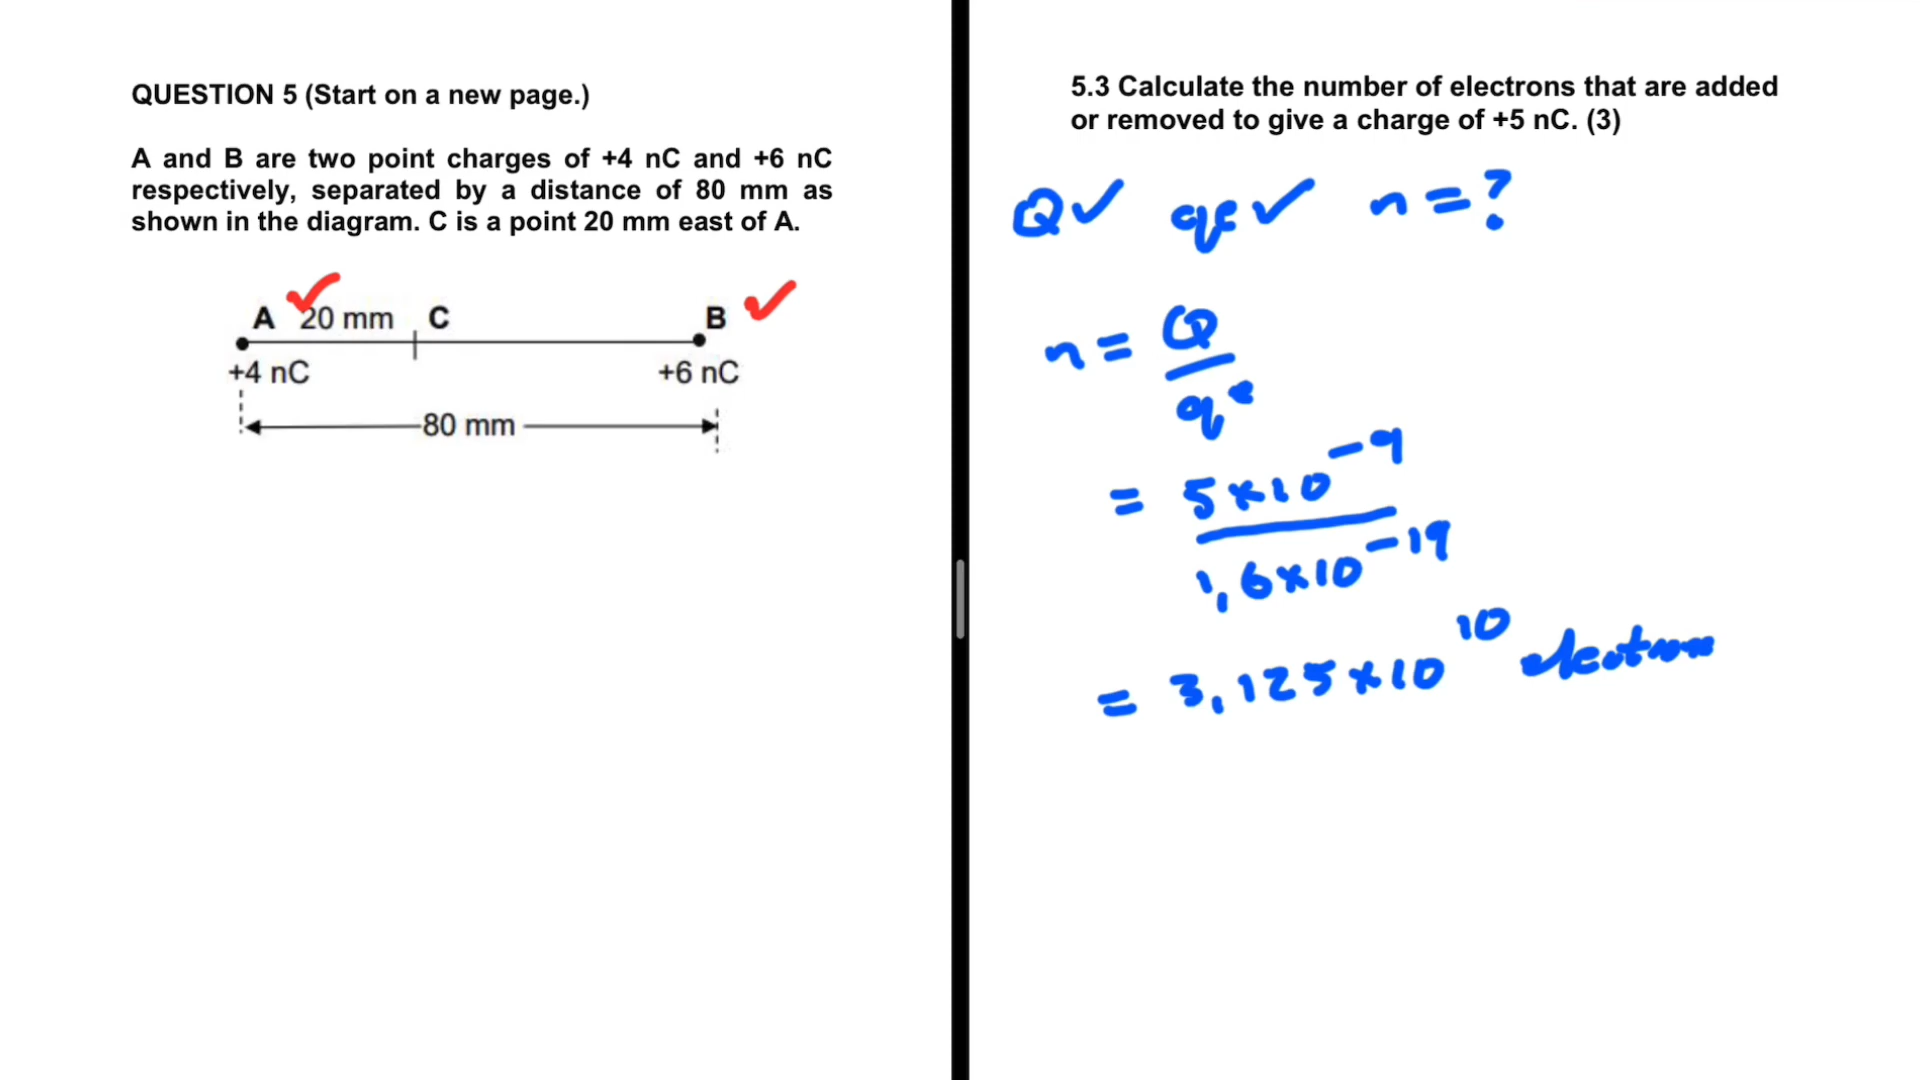 QUESTION 5 (Start on a new page.)
A and B are two point charges of +4 nC and +6 nC
respectively, separated by a distance of 80 mm as
shown in the diagram. C is a point 20 mm east of A.
A 20 mm C B
+4 nC +6 nC
80 mm
5.3 Calculate the number of electrons that are added
or removed to give a charge of +5 nC. (3)
Q✓ qe✓ n=?
n = Q
qe
= 5×10⁻⁹
1,6×10⁻¹⁹
= 3,125×10¹⁰ electrons